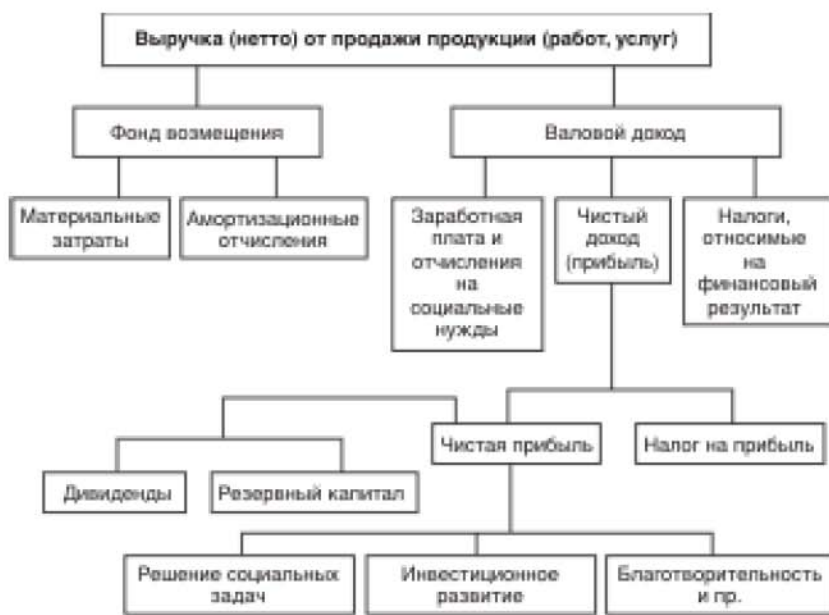 Выручка (нетто) от продажи продукции (работ, услуг)
Фонд возмещения
Валовой доход
Материальные
затраты
Амортизационные
отчисления
Заработная
плата и
отчисления
на
социальные
нужды
Чистый
доход
(прибыль)
Налоги,
относимые
на
финансовый
результат
Чистая прибыль
Налог на прибыль
Дивиденды
Резервный капитал
Решение социальных
задач
Инвестиционное
развитие
Благотворительность
и пр.